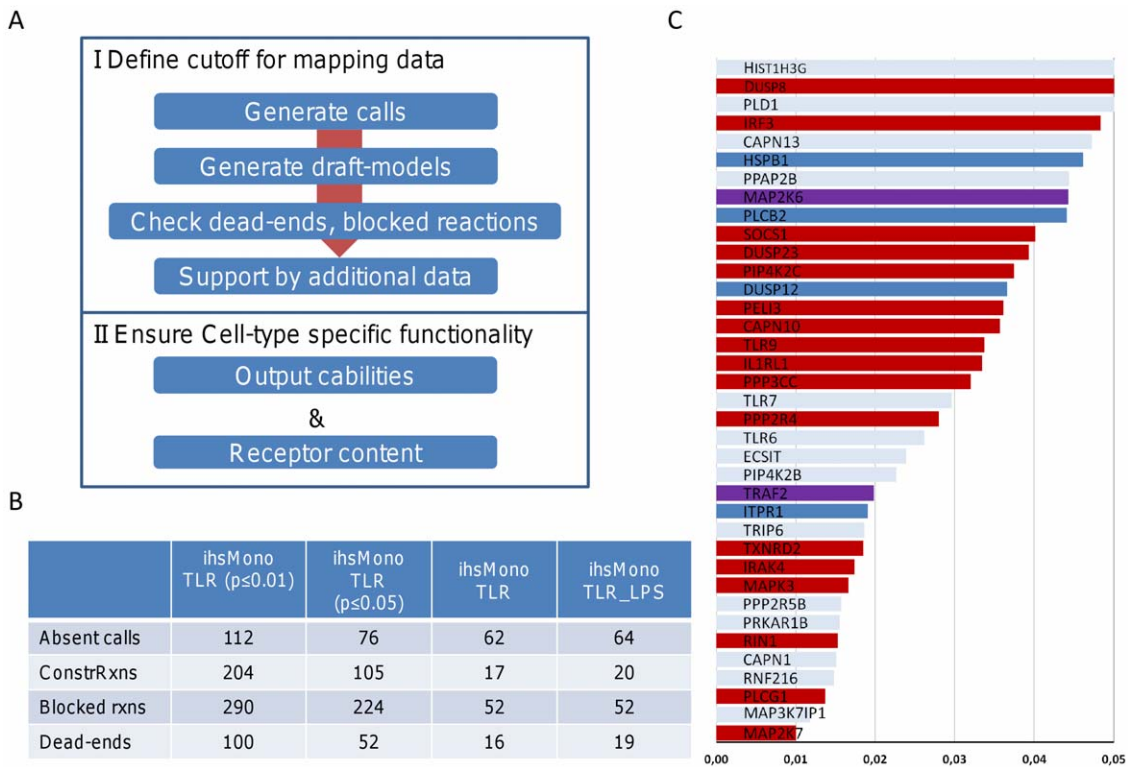 A
I Define cutoff for mapping data
Generate calls
Generate draft-models
Check dead-ends, blocked reactions
Support by additional data
II Ensure Cell-type specific functionality
Output cabilities
&
Receptor content
B
ihsMono TLR (p≤0.01) ihsMono TLR (p≤0.05) ihsMono TLR ihsMono TLR_LPS
Absent calls 112 76 62 64
ConstrRxns 204 105 17 20
Blocked rxns 290 224 52 52
Dead-ends 100 52 16 19
C
HIST1H3G
DUSP8
PLD1
IRF3
CAPN13
HSPB1
PPAP2B
MAP2K6
PLCB2
SOCS1
DUSP23
PIP4K2C
DUSP12
PELI3
CAPN10
TLR9
IL1RL1
PPP3CC
TLR7
PPP2R4
TLR6
ECSIT
PIP4K2B
TRAF2
ITPR1
TRIP6
TXNRD2
IRAK4
MAPK3
PPP2R5B
PRKAR1B
RIN1
CAPN1
RNF216
PLCG1
MAP3K7IP1
MAP2K7
0,00 0,01 0,02 0,03 0,04 0,05